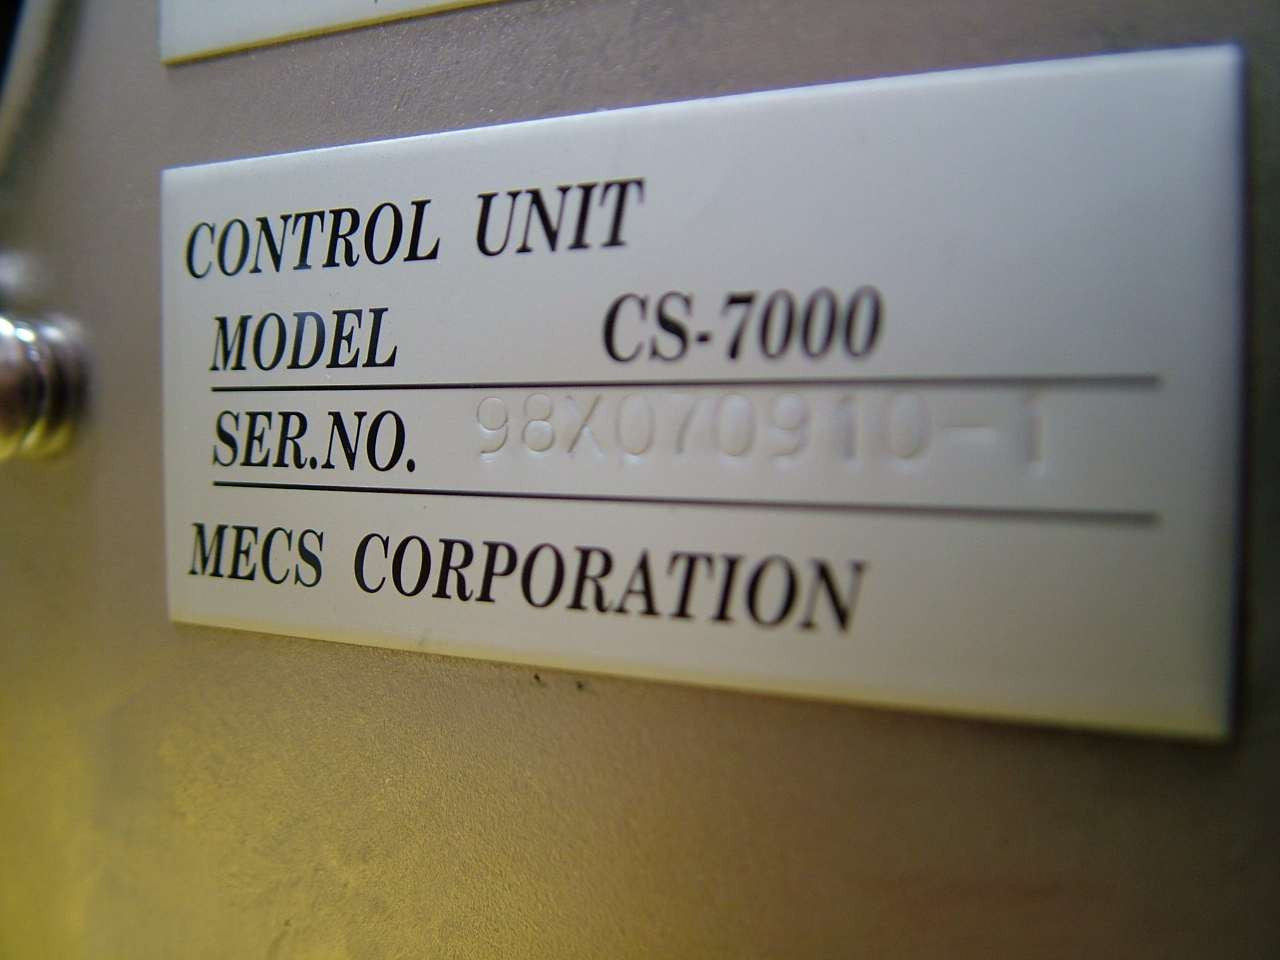 CONTROL UNIT
MODEL CS-7000
SER.NO. 98X070910-1
MECS CORPORATION